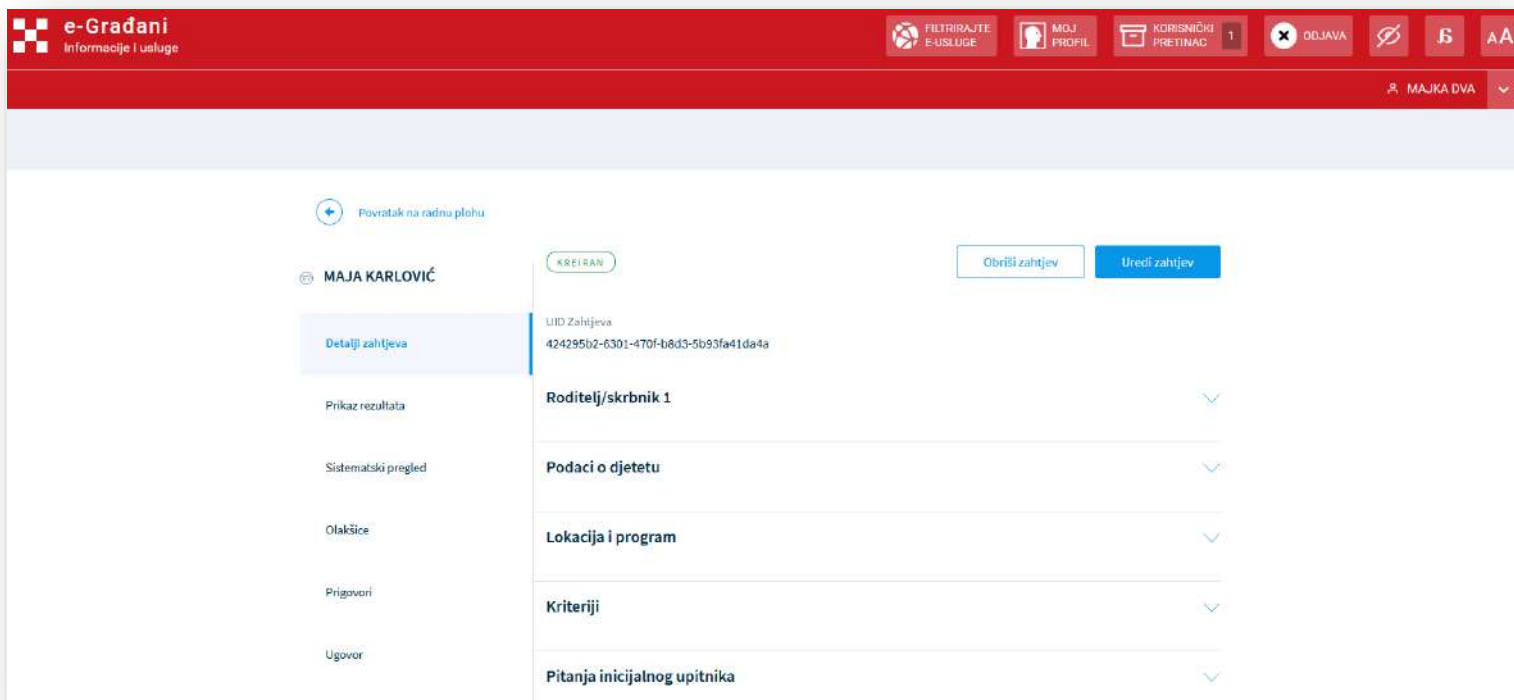 e-Građani
Informacije i usluge
FILTRIRAJTE
E-USLUGE
MOJ
PROFIL
KORISNIČKI
PRETINAC
1
ODJAVA
AA
MAJKA DVA
Povratak na radnu plohu
MAJA KARLOVIĆ
KREIRAN
Obriši zahtjev
Uredi zahtjev
Detalji zahtjeva
UID Zahtjeva
424295b2-6301-470f-b8d3-5b93fa41da4a
Roditelj/skrbnik 1
Prikaz rezultata
Podaci o djetetu
Sistematski pregled
Olakšice
Lokacija i program
Prigovori
Kriteriji
Ugovor
Pitanja inicijalnog upitnika